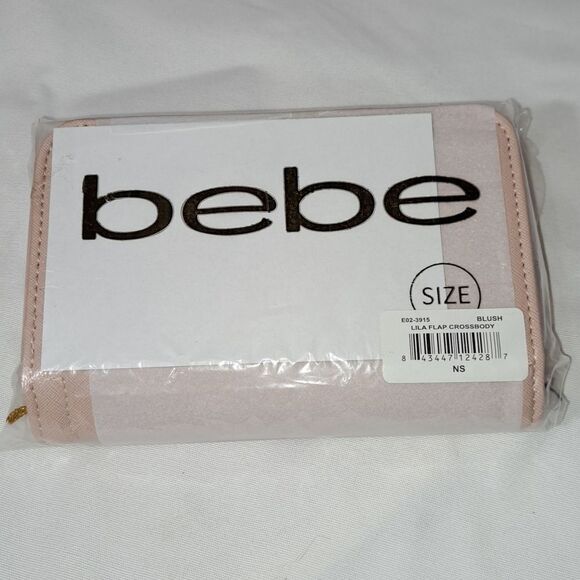 bebe
SIZE
E02-3915 BLUSH
LILA FLAP CROSSBODY
8 43447 12428 7
NS